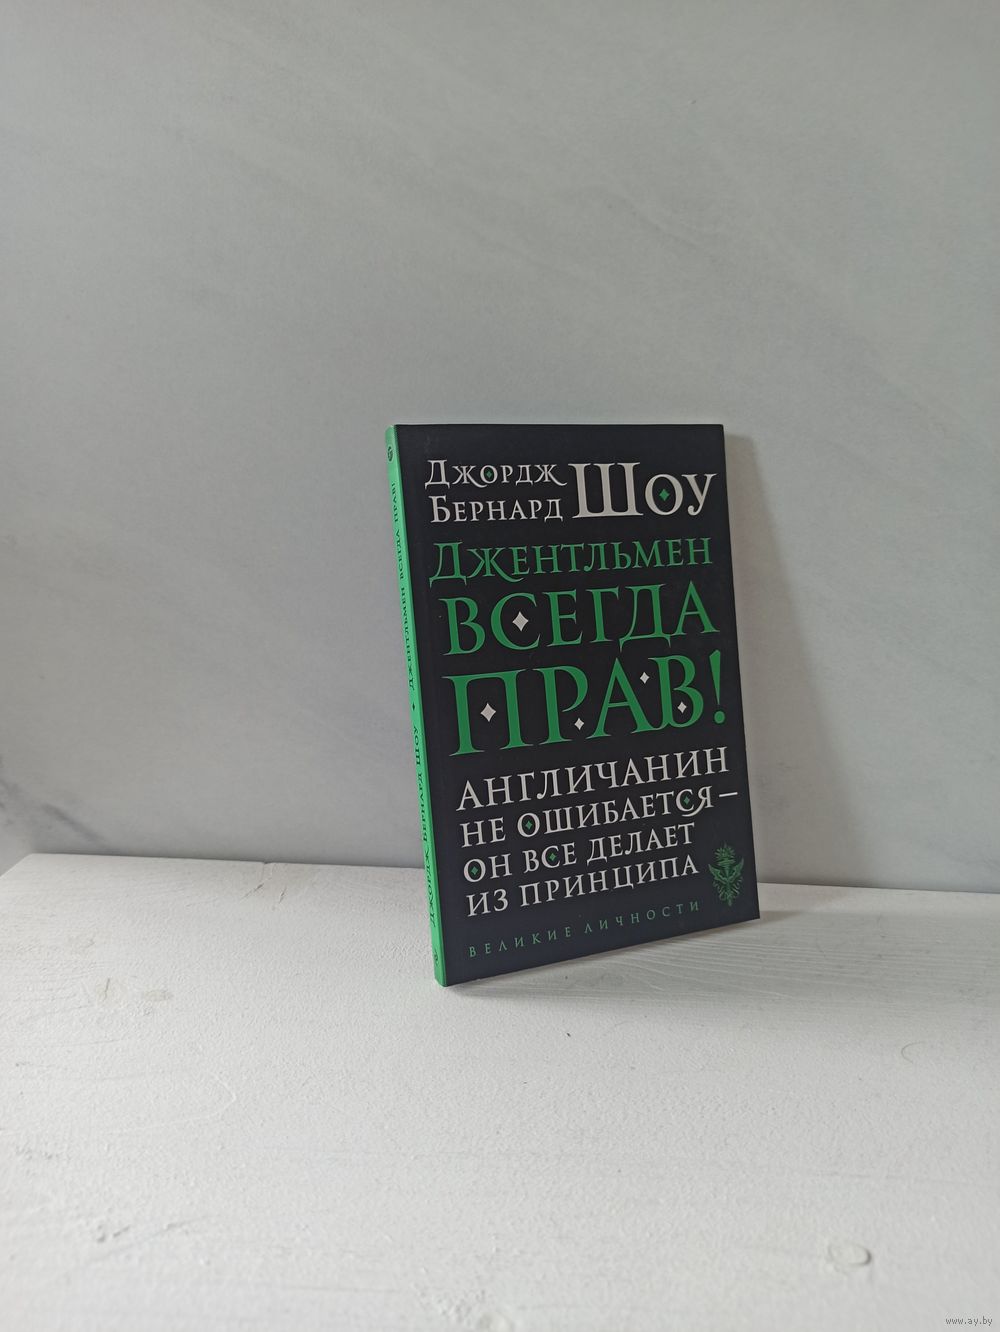 Джордж
Бернард Шоу
Джентльмен
всегда
прав!
Англичанин
не ошибается—
он все делает
из принципа
Великие личности
Джордж Бернард Шоу ✦ Джентльмен всегда прав!
www.ay.by